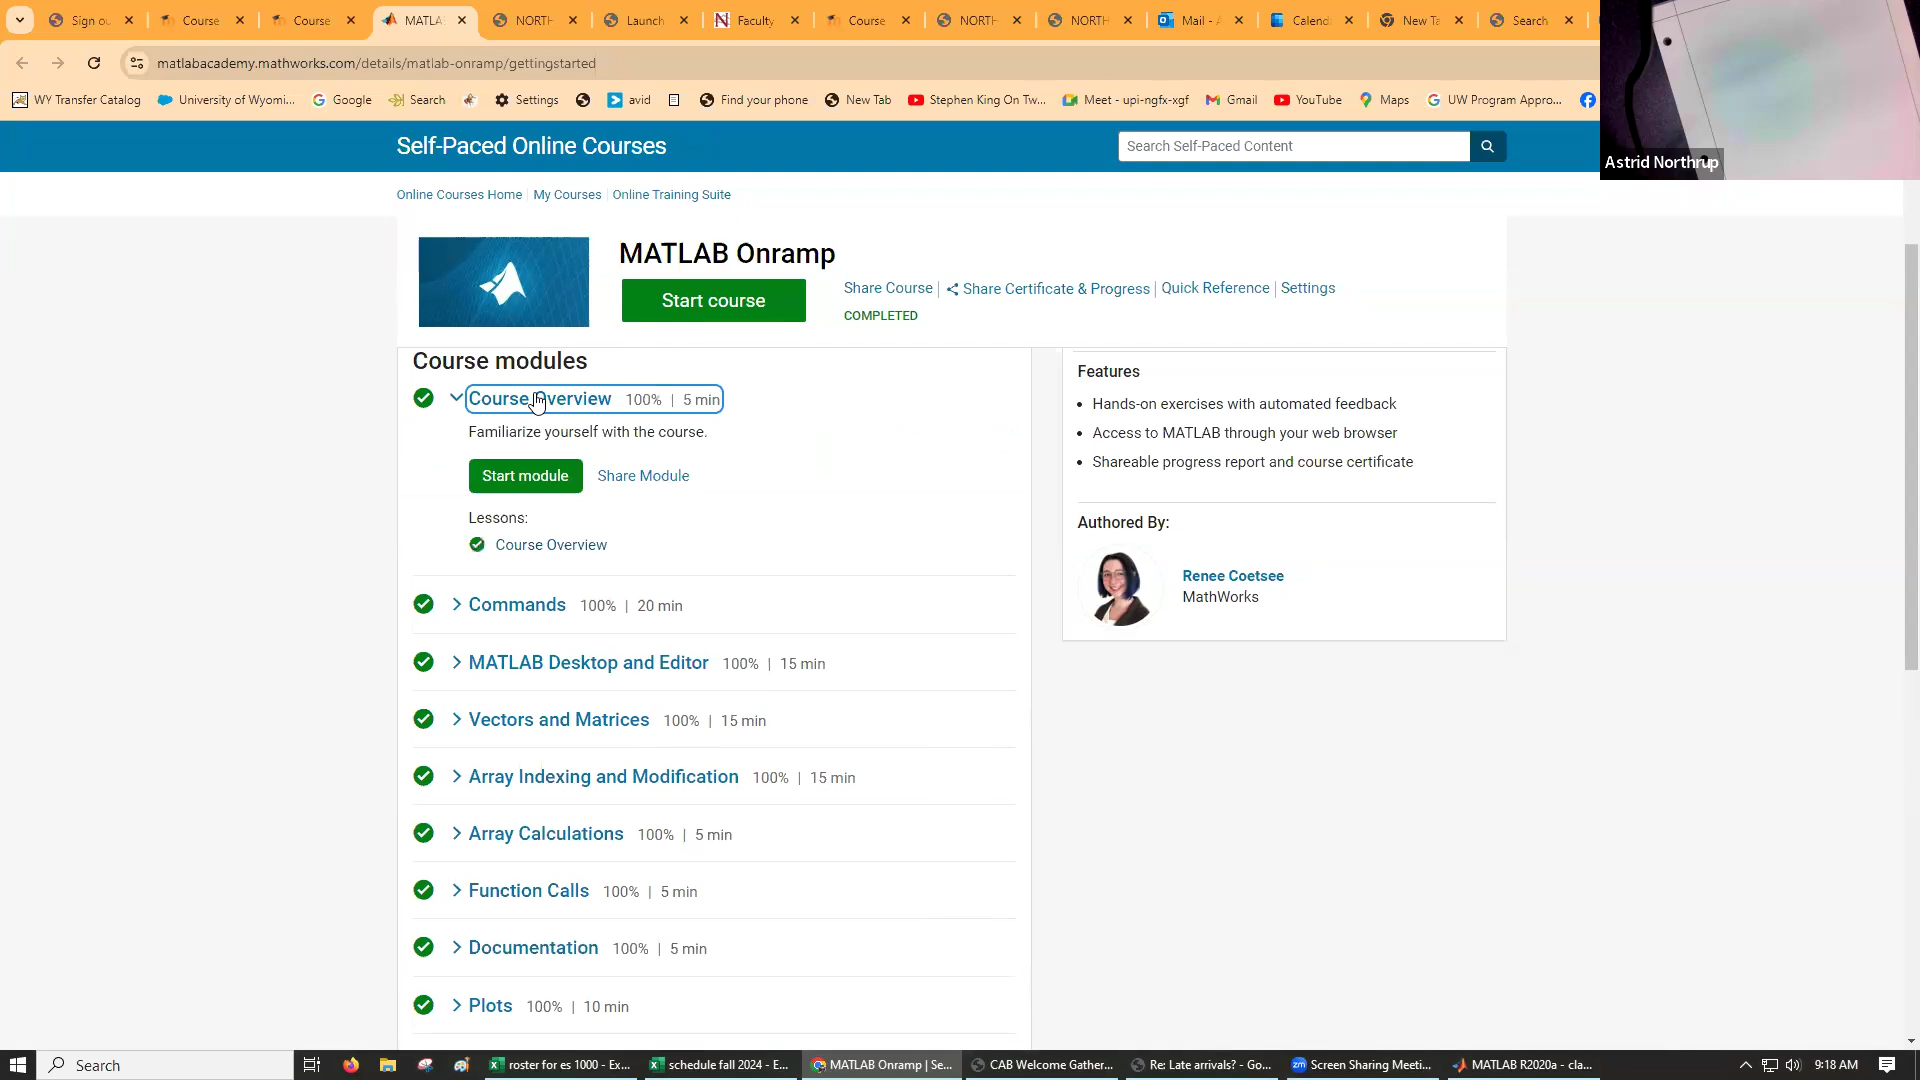 Sign ou
Course
Course
MATLA
NORTH
Launch
Faculty
Course
NORTH
NORTH
Mail - A
Calend
New Ta
Search
matlabacademy.mathworks.com/details/matlab-onramp/gettingstarted
WY Transfer Catalog
University of Wyomi...
Google
Search
Settings
avid
Find your phone
New Tab
Stephen King On Tw...
Meet - upi-ngfx-xgf
Gmail
YouTube
Maps
UW Program Appro...
Astrid Northrup
Self-Paced Online Courses
Search Self-Paced Content
Online Courses Home
My Courses
Online Training Suite
MATLAB Onramp
Start course
Share Course
Share Certificate & Progress
Quick Reference
Settings
COMPLETED
Course modules
Course Overview 100% | 5 min
Familiarize yourself with the course.
Start module
Share Module
Lessons:
Course Overview
Commands 100% | 20 min
MATLAB Desktop and Editor 100% | 15 min
Vectors and Matrices 100% | 15 min
Array Indexing and Modification 100% | 15 min
Array Calculations 100% | 5 min
Function Calls 100% | 5 min
Documentation 100% | 5 min
Plots 100% | 10 min
Features
Hands-on exercises with automated feedback
Access to MATLAB through your web browser
Shareable progress report and course certificate
Authored By:
Renee Coetsee
MathWorks
Search
roster for es 1000 - Ex...
schedule fall 2024 - E...
MATLAB Onramp | Se...
CAB Welcome Gather...
Re: Late arrivals? - Go...
zm
Screen Sharing Meeti...
MATLAB R2020a - cla...
9:18 AM